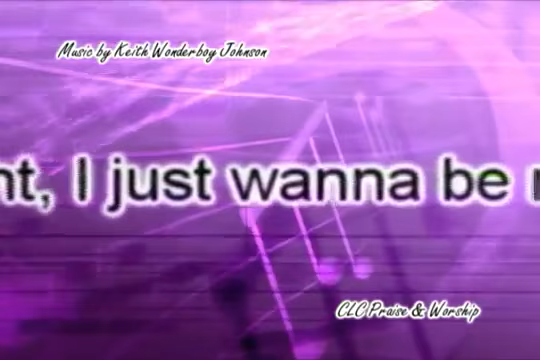 Music by Keith Wonderboy Johnson
nt, I just wanna be
CLC Praise & Worship